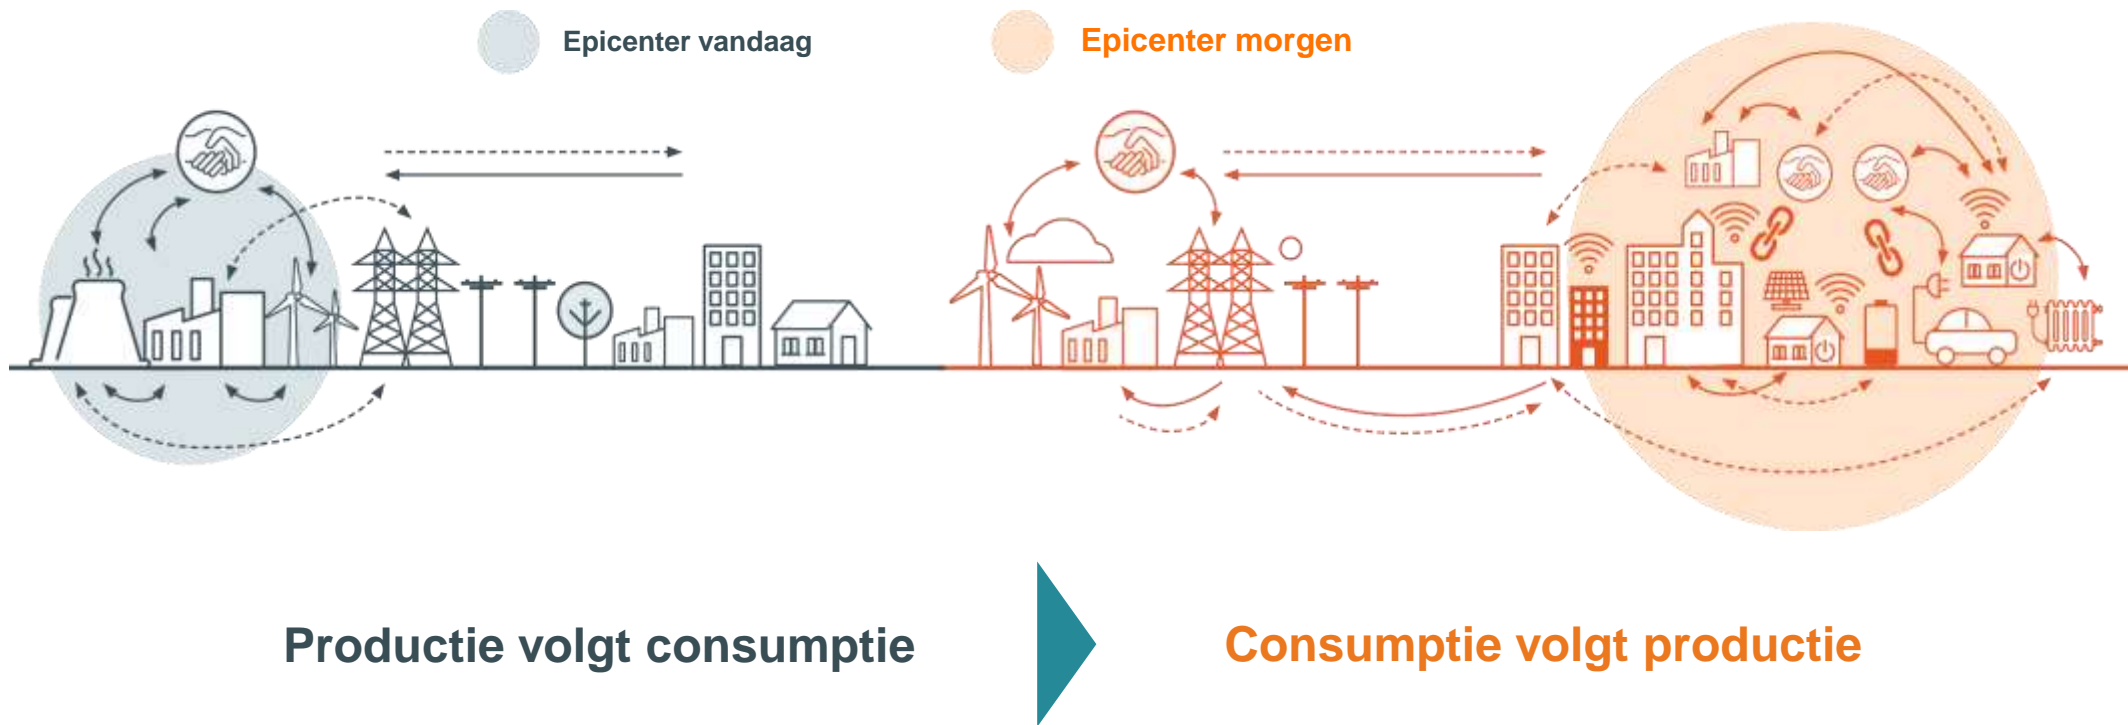 Epicenter vandaag
Epicenter morgen
Productie volgt consumptie
Consumptie volgt productie